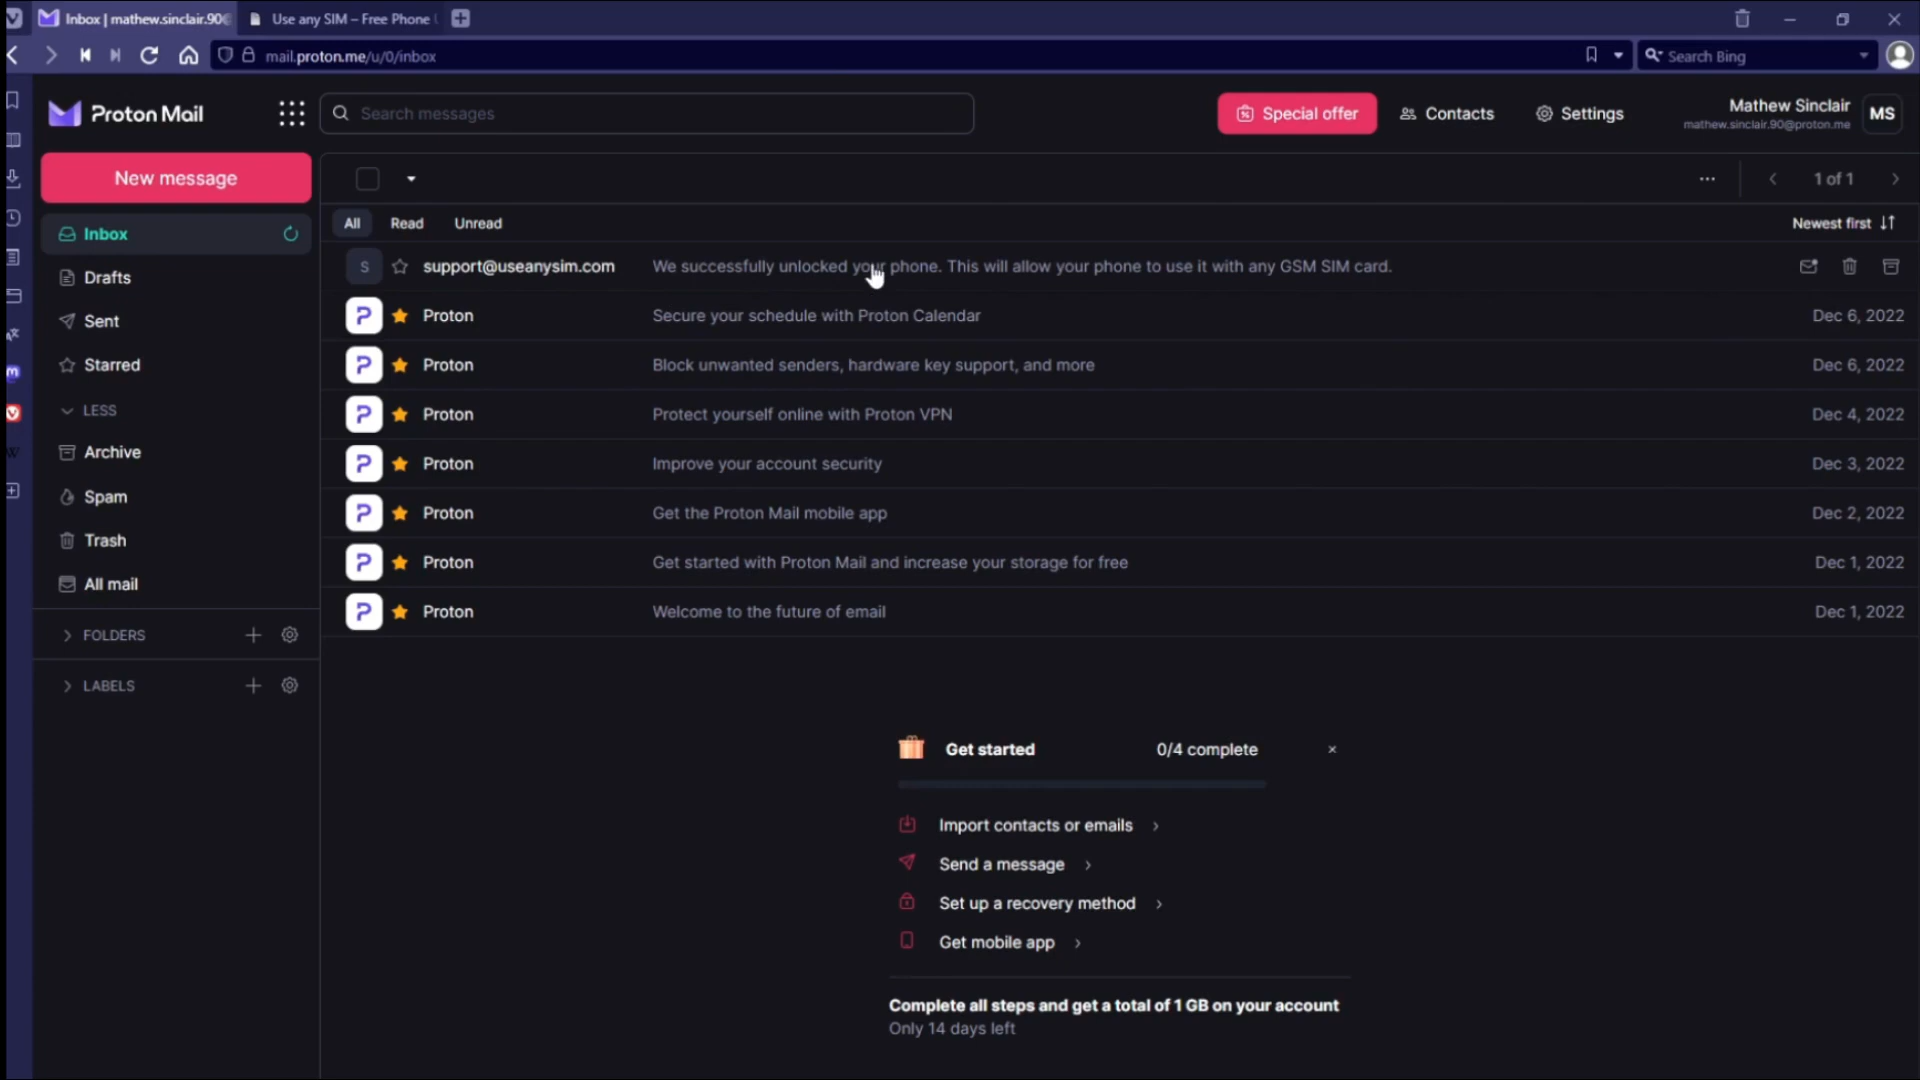 Inbox | mathew.sinclair.90@
Use any SIM – Free Phone
mail.proton.me/u/0/inbox
Search Bing
Proton Mail
Search messages
Special offer
Contacts
Settings
Mathew Sinclair
mathew.sinclair.90@proton.me
MS
New message
1 of 1
Inbox
All
Read
Unread
Newest first
S
support@useanysim.com
We successfully unlocked your phone. This will allow your phone to use it with any GSM SIM card.
Drafts
Proton
Secure your schedule with Proton Calendar
Dec 6, 2022
Sent
Proton
Block unwanted senders, hardware key support, and more
Dec 6, 2022
Starred
Proton
Protect yourself online with Proton VPN
Dec 4, 2022
LESS
Archive
Proton
Improve your account security
Dec 3, 2022
Spam
Proton
Get the Proton Mail mobile app
Dec 2, 2022
Trash
Proton
Get started with Proton Mail and increase your storage for free
Dec 1, 2022
All mail
Proton
Welcome to the future of email
Dec 1, 2022
FOLDERS
LABELS
Get started
0/4 complete
Import contacts or emails
Send a message
Set up a recovery method
Get mobile app
Complete all steps and get a total of 1 GB on your account
Only 14 days left